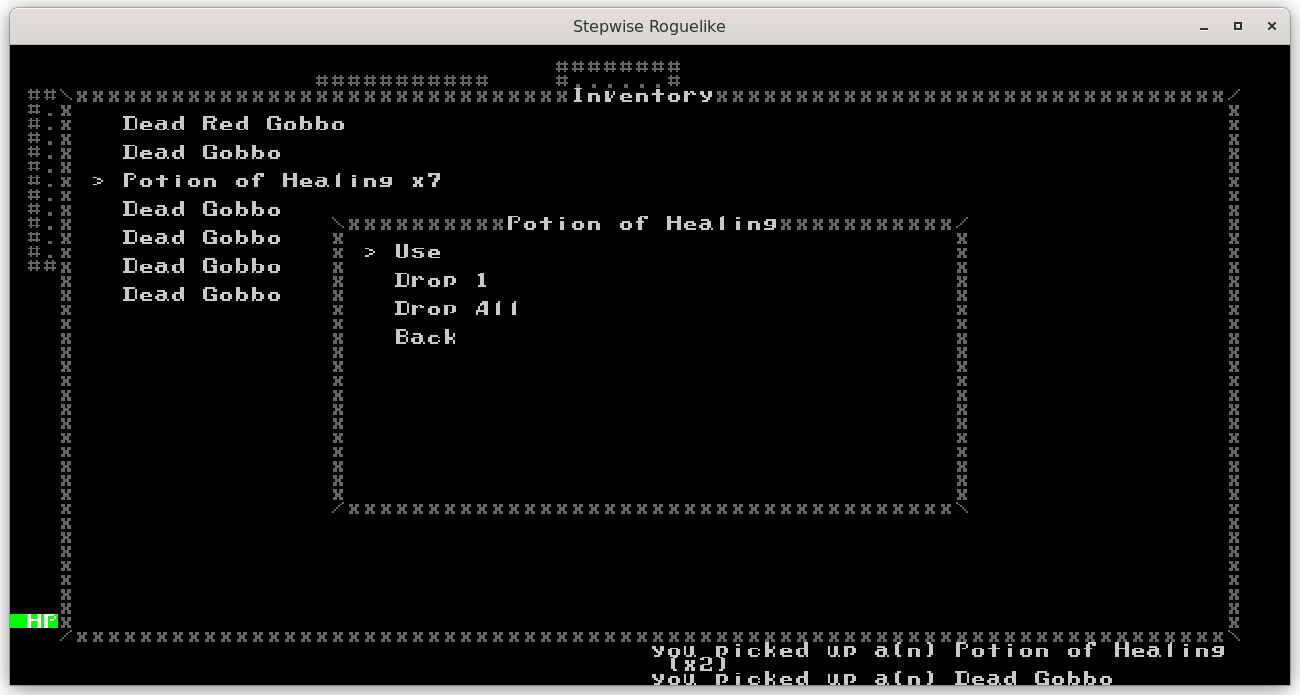 Stepwise Roguelike
Inventory
Dead Red Gobbo
Dead Gobbo
> Potion of Healing x7
Dead Gobbo
Dead Gobbo
Dead Gobbo
Dead Gobbo
Potion of Healing
> Use
Drop 1
Drop All
Back
HP
you picked up a(n) Potion of Healing
(x2)
you picked up a(n) Dead Gobbo